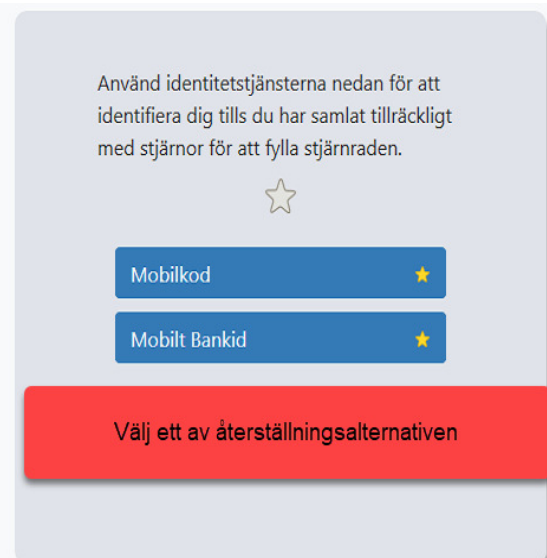 Använd identitetstjänsterna nedan för att
identifiera dig tills du har samlat tillräckligt
med stjärnor för att fylla stjärnraden.
Mobilkod
Mobilt Bankid
Välj ett av återställningsalternativen